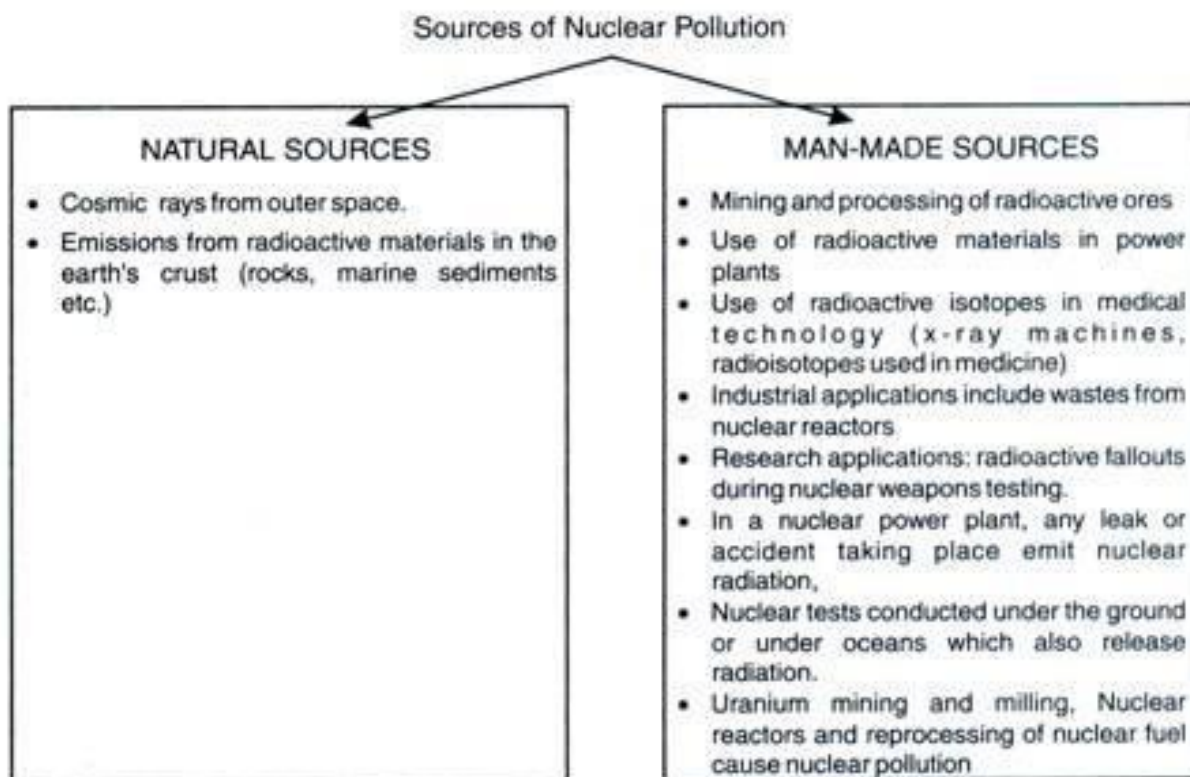 Sources of Nuclear Pollution
NATURAL SOURCES
• Cosmic rays from outer space.
• Emissions from radioactive materials in the
earth's crust (rocks, marine sediments
etc.)
MAN-MADE SOURCES
• Mining and processing of radioactive ores
• Use of radioactive materials in power
plants
• Use of radioactive isotopes in medical
technology (x-ray machines,
radioisotopes used in medicine)
• Industrial applications include wastes from
nuclear reactors
• Research applications: radioactive fallouts
during nuclear weapons testing.
• In a nuclear power plant, any leak or
accident taking place emit nuclear
radiation,
• Nuclear tests conducted under the ground
or under oceans which also release
radiation.
• Uranium mining and milling, Nuclear
reactors and reprocessing of nuclear fuel
cause nuclear pollution